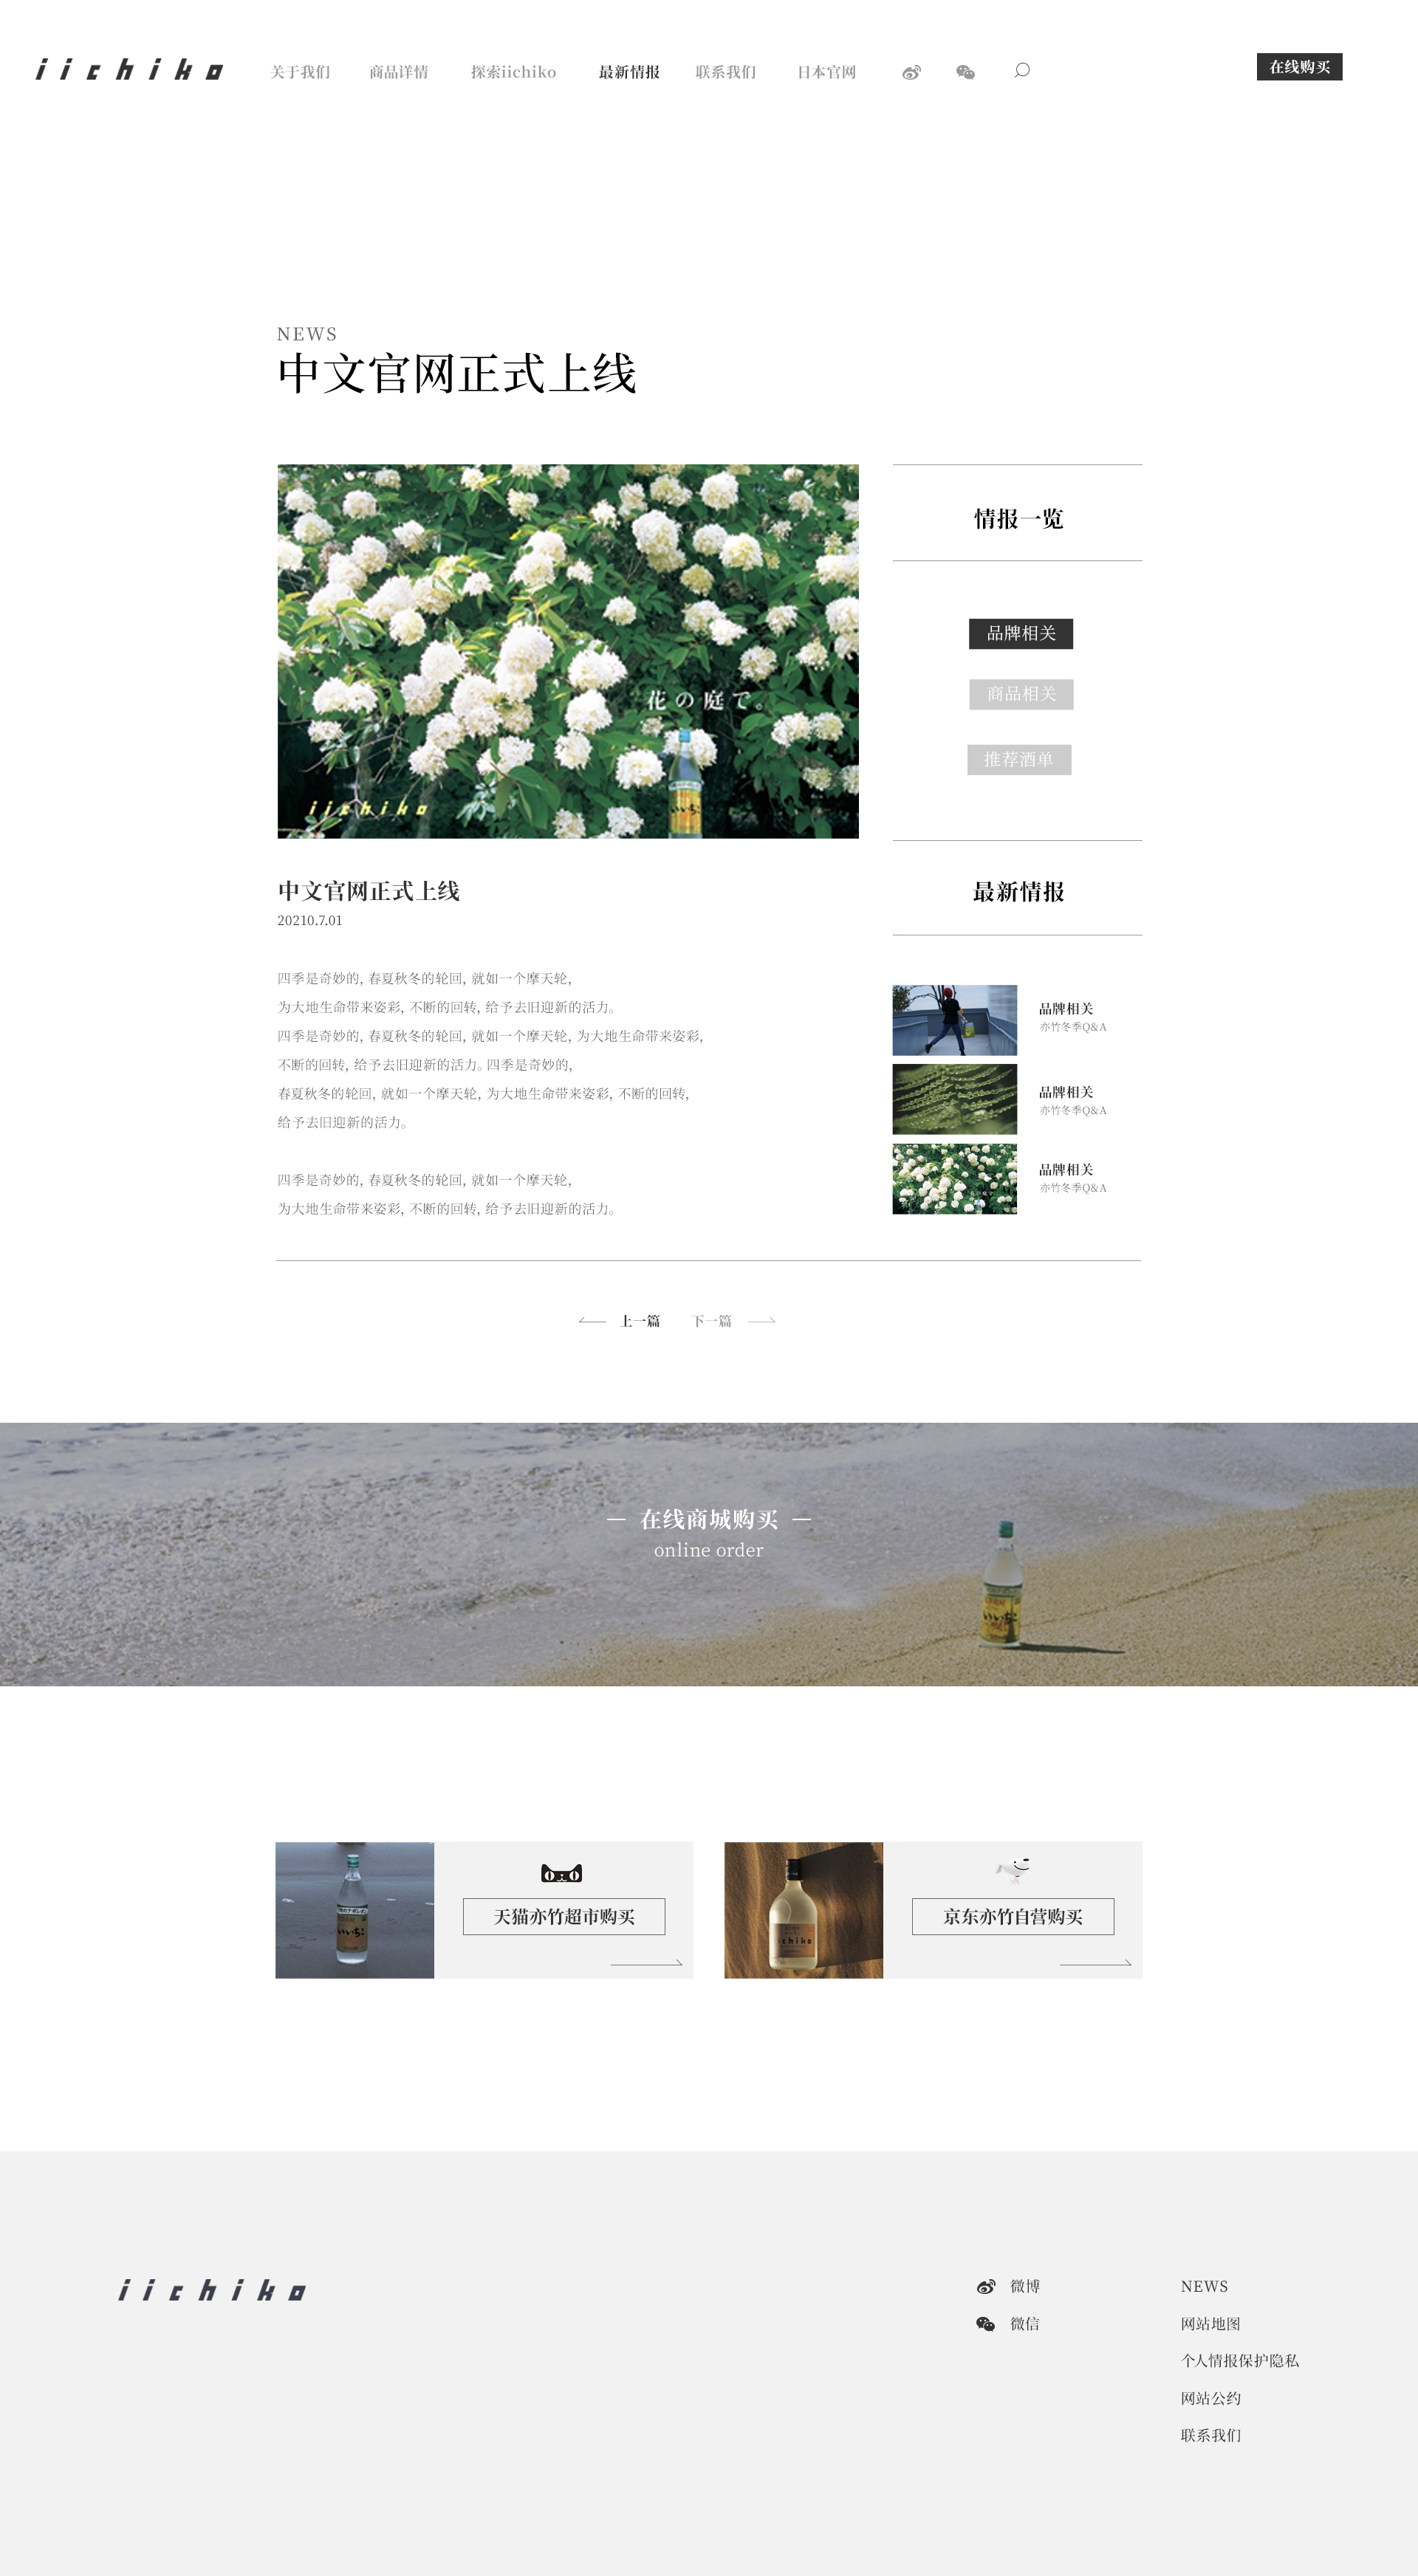 iichiko 关于我们 商品详情 探索iichiko 最新情报 联系我们 日本官网 在线购买
NEWS
中文官网正式上线
花の庭で。
iichiko
いいちこ
中文官网正式上线
20210.7.01
四季是奇妙的, 春夏秋冬的轮回, 就如一个摩天轮,
为大地生命带来姿彩, 不断的回转, 给予去旧迎新的活力。
四季是奇妙的, 春夏秋冬的轮回, 就如一个摩天轮, 为大地生命带来姿彩,
不断的回转, 给予去旧迎新的活力。四季是奇妙的,
春夏秋冬的轮回, 就如一个摩天轮, 为大地生命带来姿彩, 不断的回转,
给予去旧迎新的活力。
四季是奇妙的, 春夏秋冬的轮回, 就如一个摩天轮,
为大地生命带来姿彩, 不断的回转, 给予去旧迎新的活力。
情报一览
品牌相关
商品相关
推荐酒单
最新情报
品牌相关
亦竹冬季Q&A
品牌相关
亦竹冬季Q&A
品牌相关
亦竹冬季Q&A
上一篇 下一篇
— 在线商城购买 —
online order
いいちこ
いいちこ
天猫亦竹超市购买
iichiko
京东亦竹自营购买
iichiko
微博
微信
NEWS
网站地图
个人情报保护隐私
网站公约
联系我们